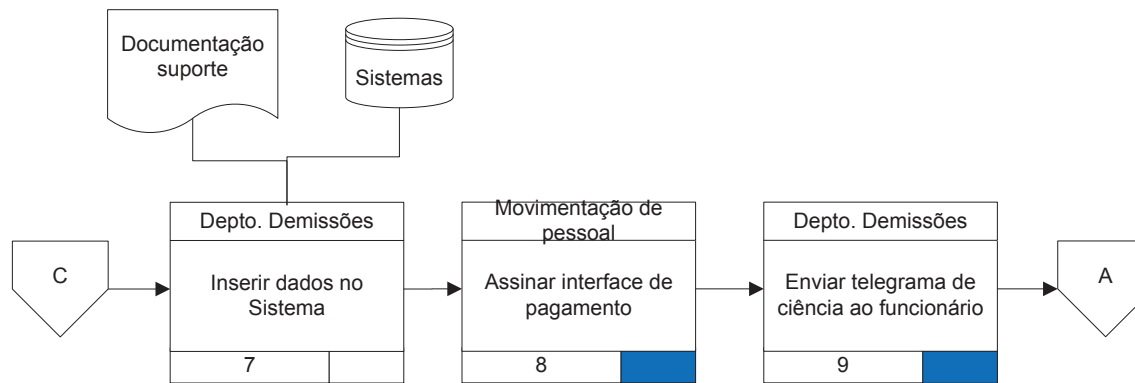 Documentação
suporte
Sistemas
Depto. Demissões
Movimentação de
pessoal
Depto. Demissões
C
Inserir dados no
Sistema
Assinar interface de
pagamento
Enviar telegrama de
ciência ao funcionário
A
7
8
9